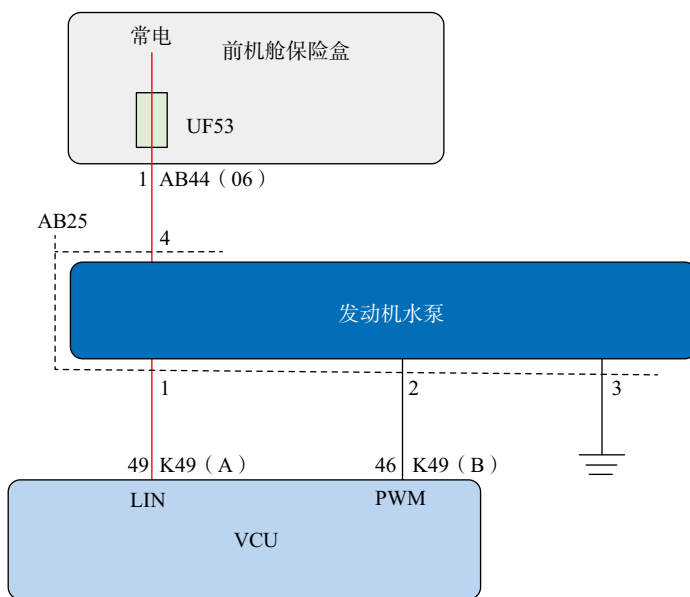 常电
前机舱保险盒
UF53
1 AB44（06）
AB25
4
发动机水泵
1 2 3
49 K49（A） 46 K49（B）
LIN PWM
VCU